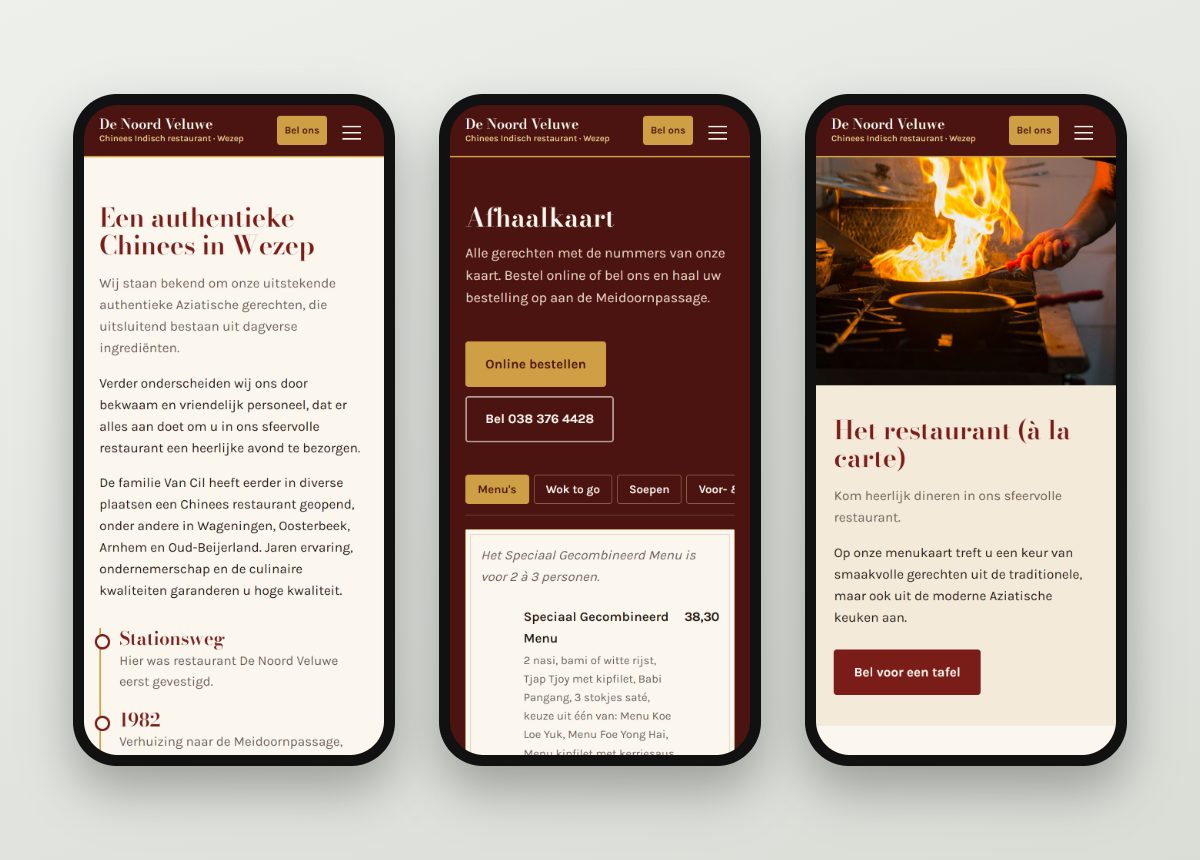 De Noord Veluwe
Chinees Indisch restaurant · Wezep
Bel ons
Een authentieke
Chinees in Wezep
Wij staan bekend om onze uitstekende
authentieke Aziatische gerechten, die
uitsluitend bestaan uit dagverse
ingrediënten.
Verder onderscheiden wij ons door
bekwaam en vriendelijk personeel, dat er
alles aan doet om u in ons sfeervolle
restaurant een heerlijke avond te bezorgen.
De familie Van Cil heeft eerder in diverse
plaatsen een Chinees restaurant geopend,
onder andere in Wageningen, Oosterbeek,
Arnhem en Oud-Beijerland. Jaren ervaring,
ondernemerschap en de culinaire
kwaliteiten garanderen u hoge kwaliteit.
Stationsweg
Hier was restaurant De Noord Veluwe
eerst gevestigd.
1982
Verhuizing naar de Meidoornpassage,
De Noord Veluwe
Chinees Indisch restaurant · Wezep
Bel ons
Afhaalkaart
Alle gerechten met de nummers van onze
kaart. Bestel online of bel ons en haal uw
bestelling op aan de Meidoornpassage.
Online bestellen
Bel 038 376 4428
Menu's Wok to go Soepen Voor- &
Het Speciaal Gecombineerd Menu is
voor 2 à 3 personen.
Speciaal Gecombineerd 38,30
Menu
2 nasi, bami of witte rijst,
Tjap Tjoy met kipfilet, Babi
Pangang, 3 stokjes saté,
keuze uit één van: Menu Koe
Loe Yuk, Menu Foe Yong Hai,
Menu kipfilet met kerriesaus
De Noord Veluwe
Chinees Indisch restaurant · Wezep
Bel ons
Het restaurant (à la
carte)
Kom heerlijk dineren in ons sfeervolle
restaurant.
Op onze menukaart treft u een keur van
smaakvolle gerechten uit de traditionele,
maar ook uit de moderne Aziatische
keuken aan.
Bel voor een tafel